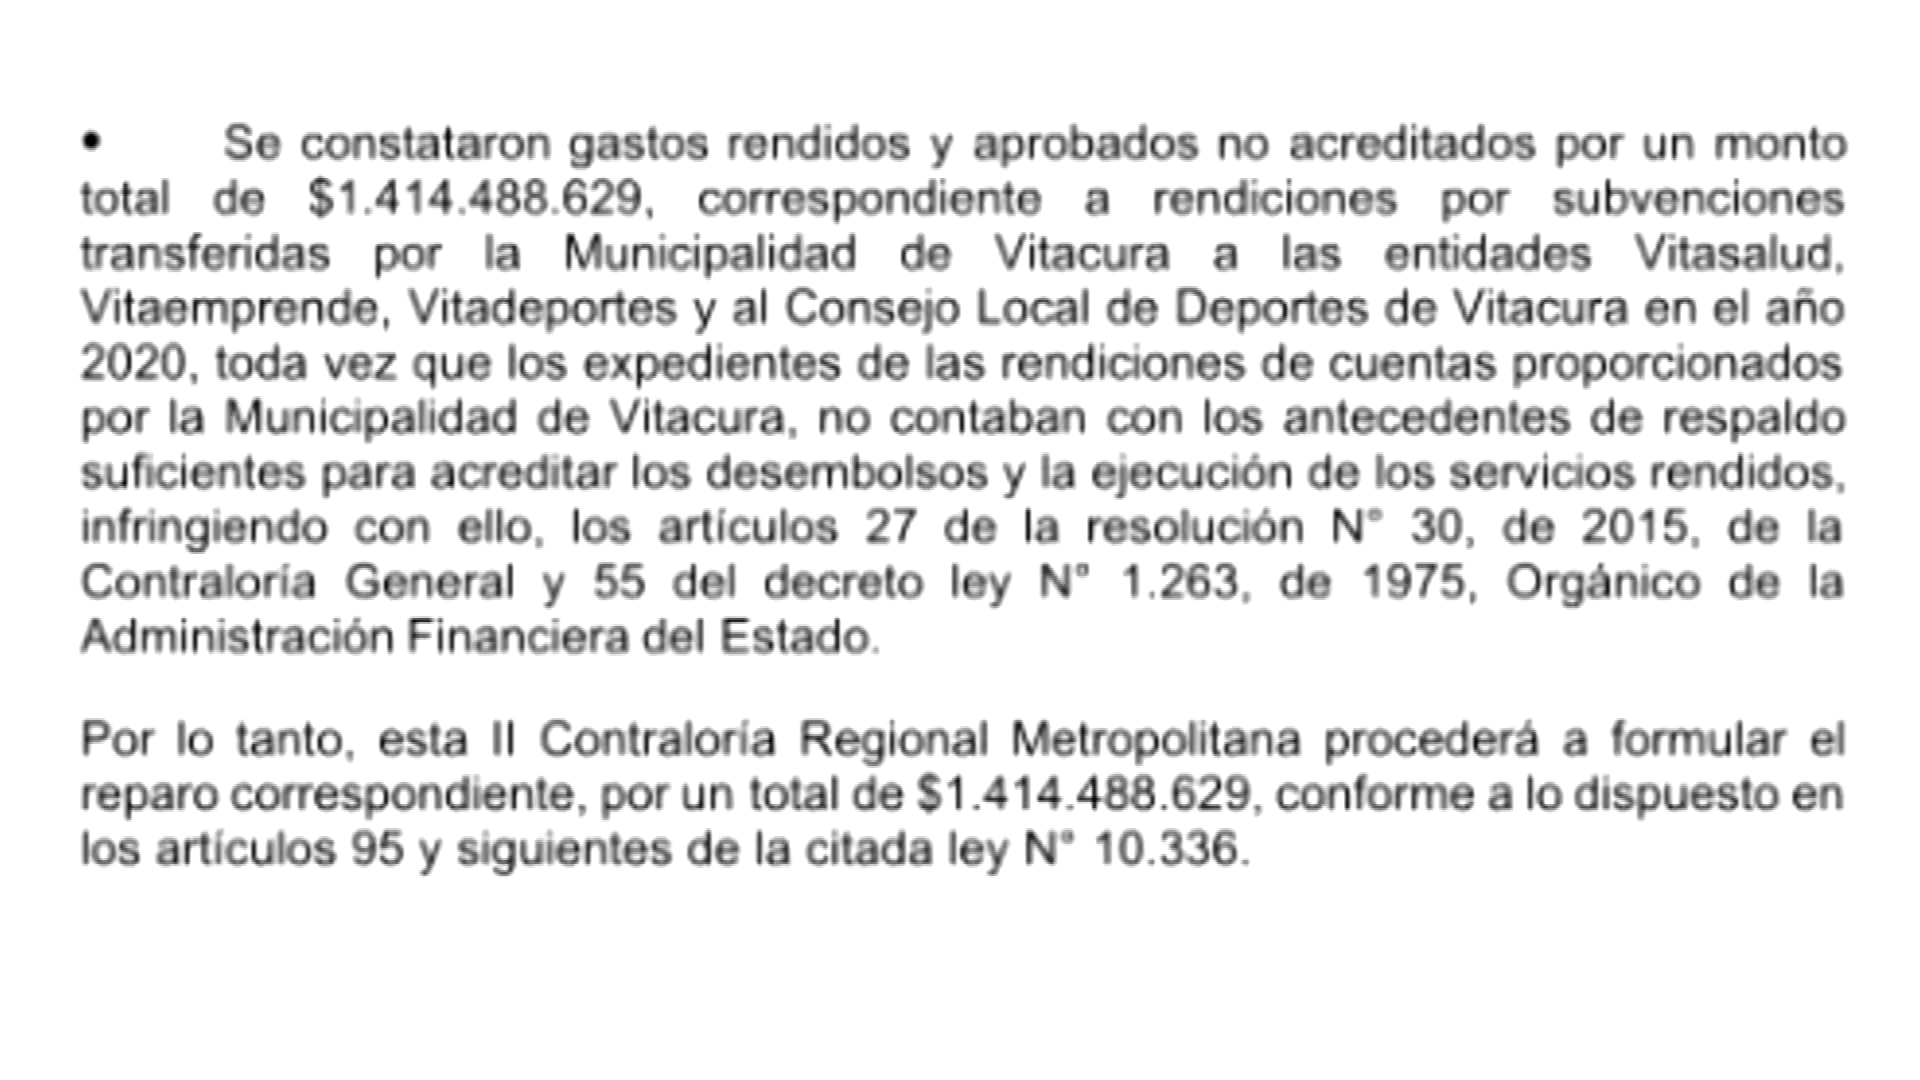 • Se constataron gastos rendidos y aprobados no acreditados por un monto
total de $1.414.488.629, correspondiente a rendiciones por subvenciones
transferidas por la Municipalidad de Vitacura a las entidades Vitasalud,
Vitaemprende, Vitadeportes y al Consejo Local de Deportes de Vitacura en el año
2020, toda vez que los expedientes de las rendiciones de cuentas proporcionados
por la Municipalidad de Vitacura, no contaban con los antecedentes de respaldo
suficientes para acreditar los desembolsos y la ejecución de los servicios rendidos,
infringiendo con ello, los artículos 27 de la resolución N° 30, de 2015, de la
Contraloría General y 55 del decreto ley N° 1.263, de 1975, Orgánico de la
Administración Financiera del Estado.
Por lo tanto, esta II Contraloría Regional Metropolitana procederá a formular el
reparo correspondiente, por un total de $1.414.488.629, conforme a lo dispuesto en
los artículos 95 y siguientes de la citada ley N° 10.336.